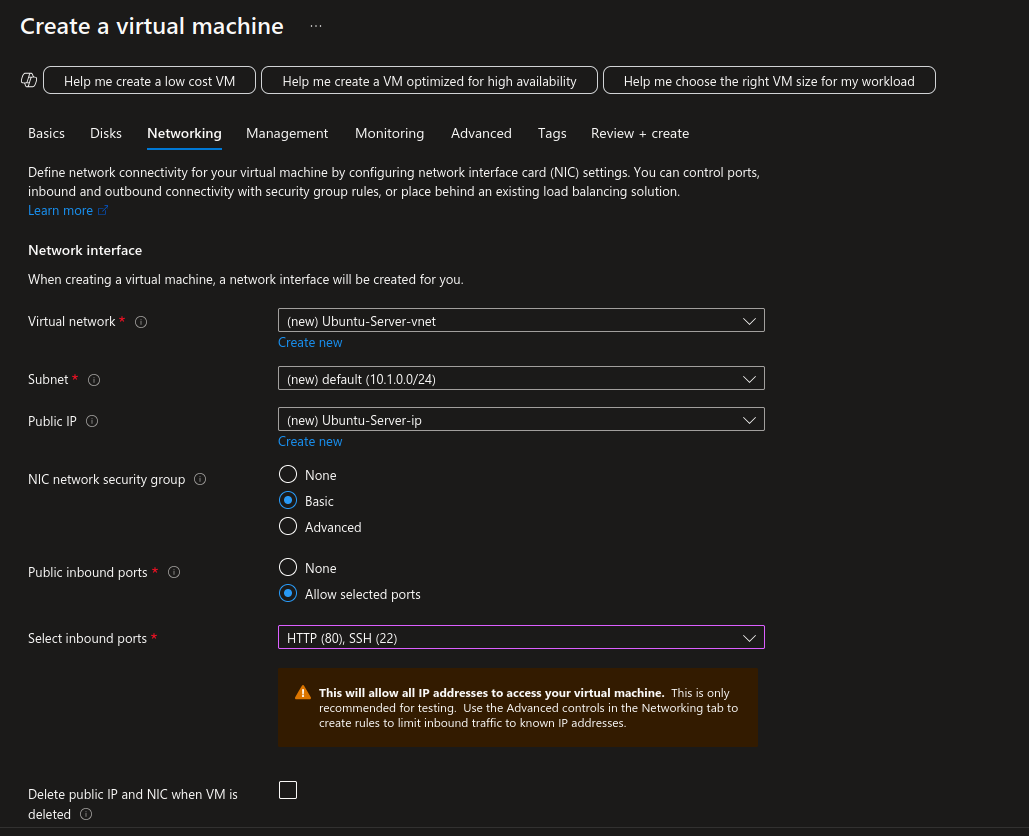 Create a virtual machine ...
Help me create a low cost VM
Help me create a VM optimized for high availability
Help me choose the right VM size for my workload
Basics Disks Networking Management Monitoring Advanced Tags Review + create
Define network connectivity for your virtual machine by configuring network interface card (NIC) settings. You can control ports,
inbound and outbound connectivity with security group rules, or place behind an existing load balancing solution.
Learn more
Network interface
When creating a virtual machine, a network interface will be created for you.
Virtual network *
(new) Ubuntu-Server-vnet
Create new
Subnet *
(new) default (10.1.0.0/24)
Public IP
(new) Ubuntu-Server-ip
Create new
NIC network security group
None
Basic
Advanced
Public inbound ports *
None
Allow selected ports
Select inbound ports *
HTTP (80), SSH (22)
This will allow all IP addresses to access your virtual machine. This is only
recommended for testing. Use the Advanced controls in the Networking tab to
create rules to limit inbound traffic to known IP addresses.
Delete public IP and NIC when VM is
deleted